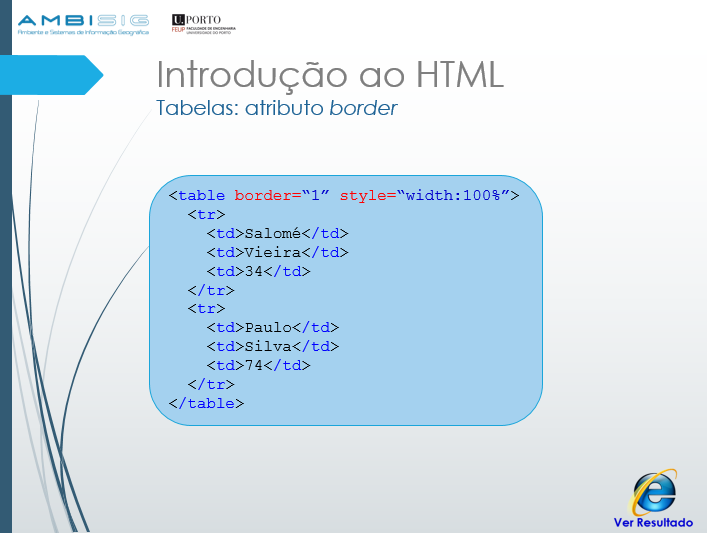 AMBISIG
Ambiente e Sistemas de Informação Geográfica
U. PORTO
FEUP FACULDADE DE ENGENHARIA
UNIVERSIDADE DO PORTO
Introdução ao HTML
Tabelas: atributo border
<table border=“1” style=“width:100%”>
<tr>
<td>Salomé</td>
<td>Vieira</td>
<td>34</td>
</tr>
<tr>
<td>Paulo</td>
<td>Silva</td>
<td>74</td>
</tr>
</table>
Ver Resultado